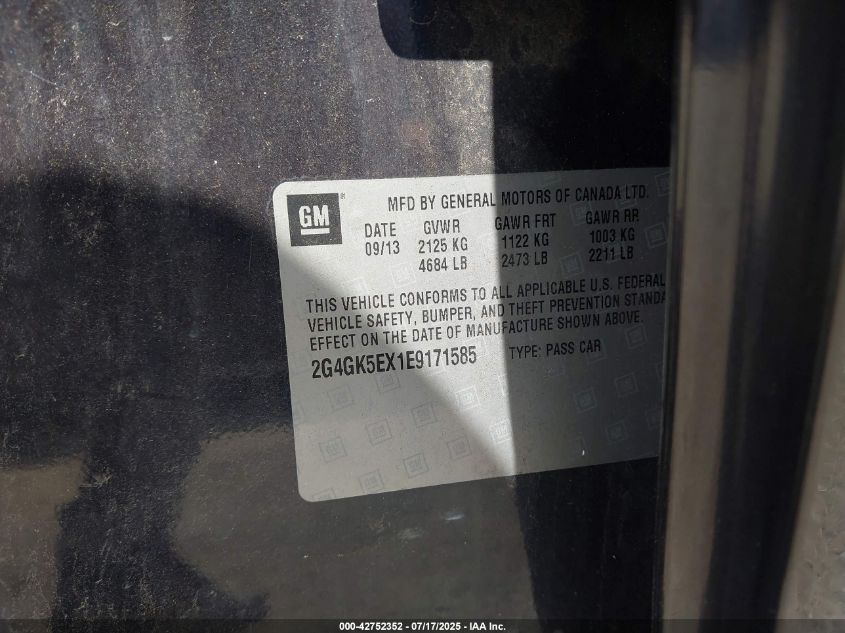 GM
®
MFD BY GENERAL MOTORS OF CANADA LTD.
DATE GVWR GAWR FRT GAWR RR
09/13 2125 KG 1122 KG 1003 KG
4684 LB 2473 LB 2211 LB
THIS VEHICLE CONFORMS TO ALL APPLICABLE U.S. FEDERAL
VEHICLE SAFETY, BUMPER, AND THEFT PREVENTION STANDA
EFFECT ON THE DATE OF MANUFACTURE SHOWN ABOVE.
2G4GK5EX1E9171585 TYPE: PASS CAR
000-42752352 / 07/17/2025 - IAA Inc.